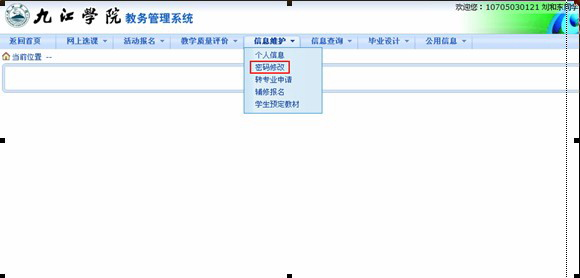 九江学院 教务管理系统
欢迎您：10705030121 刘和东同学
返回首页 网上选课 活动报名 教学质量评价 信息维护 信息查询 毕业设计 公用信息
当前位置 --
个人信息
密码修改
转专业申请
辅修报名
学生预定教材